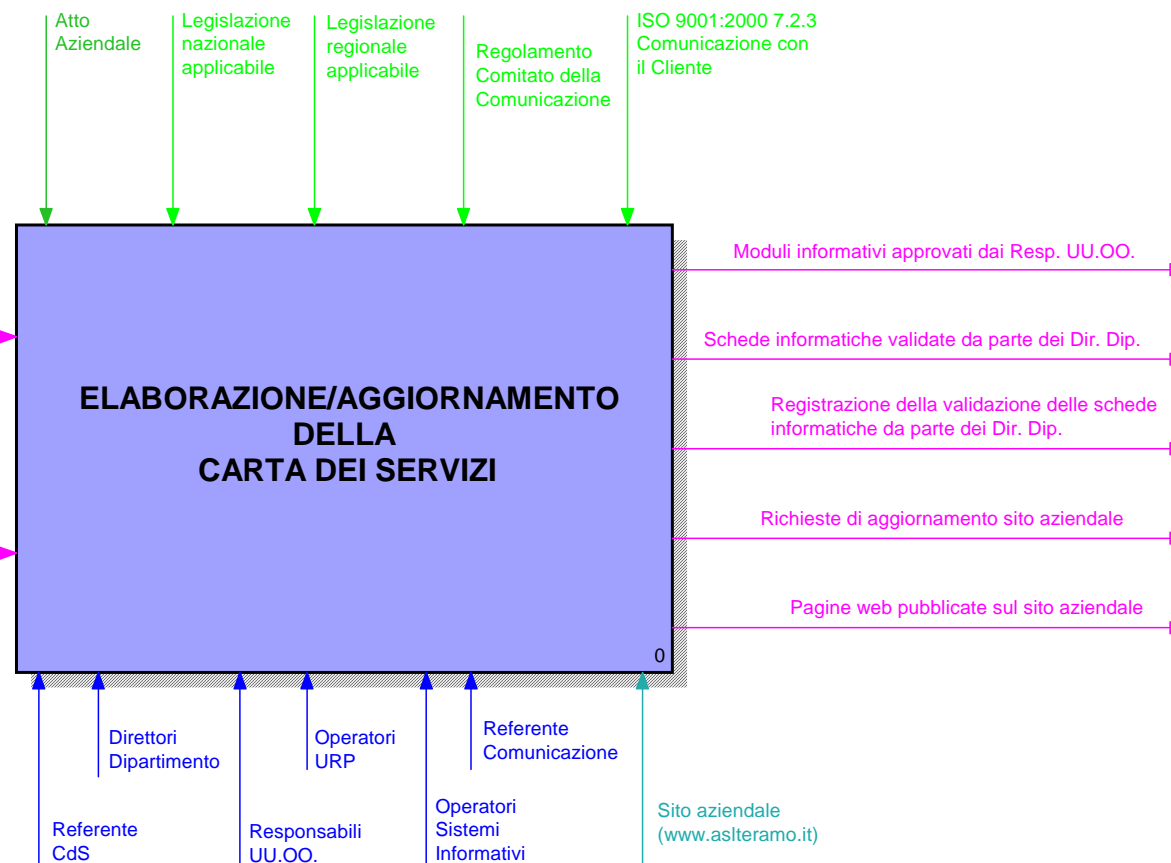 Atto
Aziendale
Legislazione
nazionale
applicabile
Legislazione
regionale
applicabile
Regolamento
Comitato della
Comunicazione
ISO 9001:2000 7.2.3
Comunicazione con
il Cliente
Moduli informativi approvati dai Resp. UU.OO.
Schede informatiche validate da parte dei Dir. Dip.
Registrazione della validazione delle schede
informatiche da parte dei Dir. Dip.
Richieste di aggiornamento sito aziendale
Pagine web pubblicate sul sito aziendale
ELABORAZIONE/AGGIORNAMENTO
DELLA
CARTA DEI SERVIZI
0
Direttori
Dipartimento
Operatori
URP
Referente
Comunicazione
Referente
CdS
Responsabili
UU.OO.
Operatori
Sistemi
Informativi
Sito aziendale
(www.aslteramo.it)